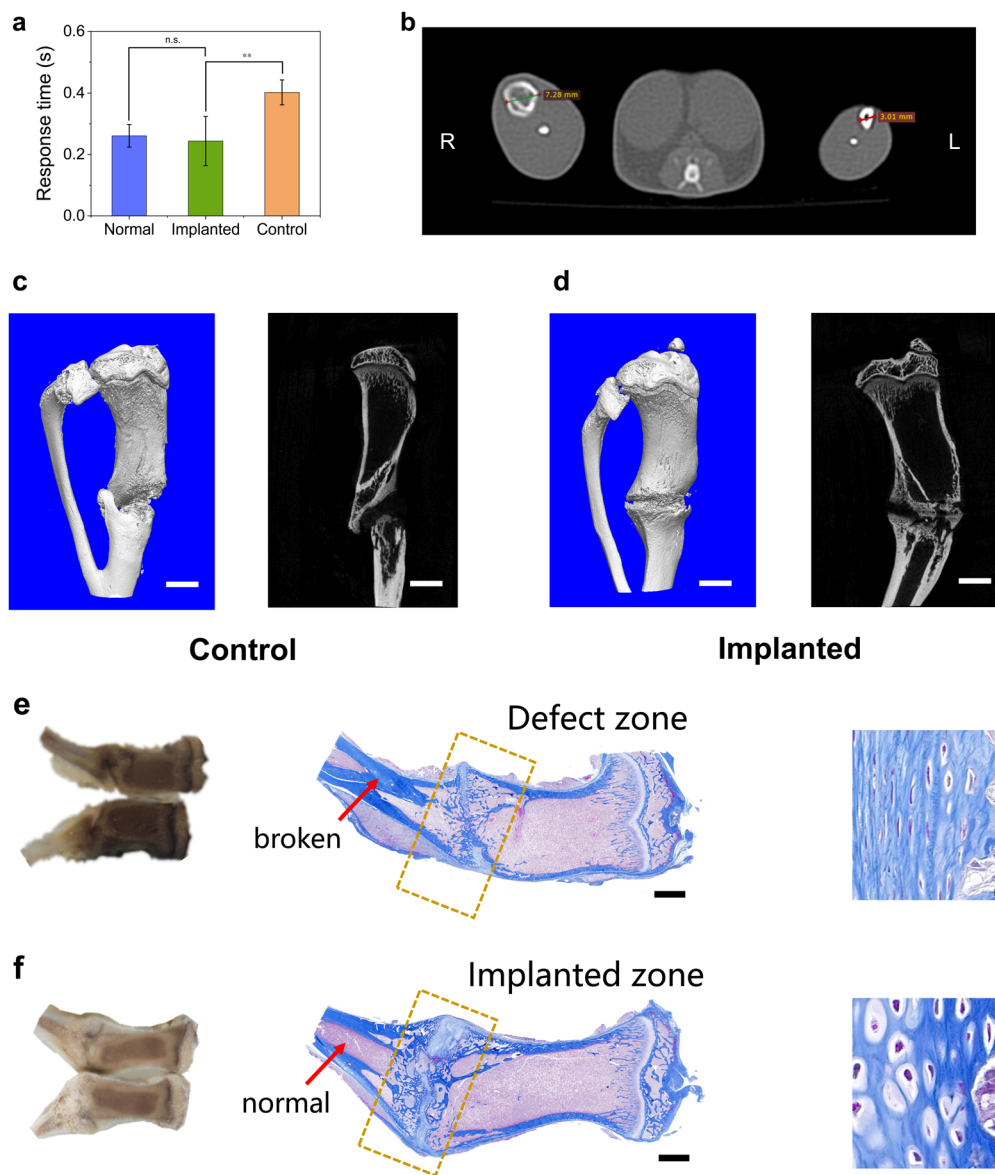 a
Response time (s)
0.6
0.4
0.2
0.0
n.s.
**
Normal
Implanted
Control
b
R
7.28 mm
3.01 mm
L
c
d
Control
Implanted
e
Defect zone
broken
f
Implanted zone
normal